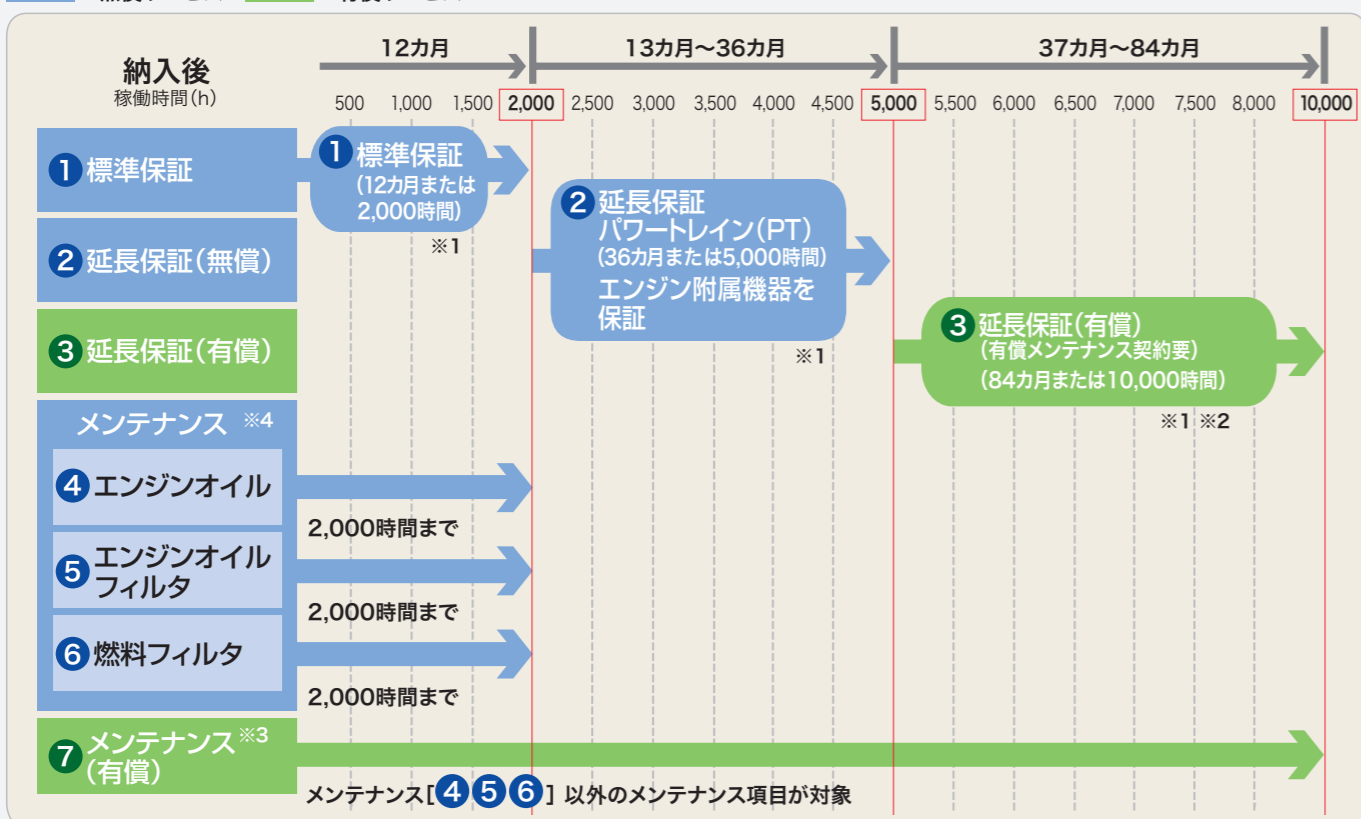 12カ月
13カ月～36カ月
37カ月～84カ月
納入後
稼働時間(h)
500 1,000 1,500 2,000 2,500 3,000 3,500 4,000 4,500 5,000 5,500 6,000 6,500 7,000 7,500 8,000 10,000
1 標準保証
1 標準保証
(12カ月または
2,000時間)
※1
2 延長保証(無償)
2 延長保証
パワートレイン(PT)
(36カ月または5,000時間)
エンジン附属機器を
保証
※1
3 延長保証(有償)
3 延長保証(有償)
(有償メンテナンス契約要)
(84カ月または10,000時間)
※1 ※2
メンテナンス ※4
4 エンジンオイル
2,000時間まで
5 エンジンオイル
フィルタ
2,000時間まで
6 燃料フィルタ
2,000時間まで
7 メンテナンス※3
(有償)
メンテナンス[4 5 6] 以外のメンテナンス項目が対象